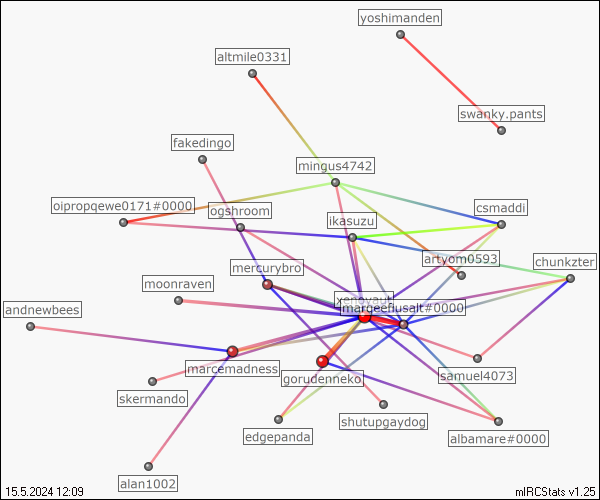 yoshimanden
altmile0331
swanky.pants
fakedingo
mingus4742
oipropqewe0171#0000
ogshroom
csmaddi
ikasuzu
artyom0593
chunkzter
mercurybro
moonraven
margeefiusalt#0000
andnewbees
marcemadness
gorudenneko
samuel4073
skermando
shutupgaydog
edgepanda
albamare#0000
alan1002
15.5.2024 12:09
mIRCStats v1.25